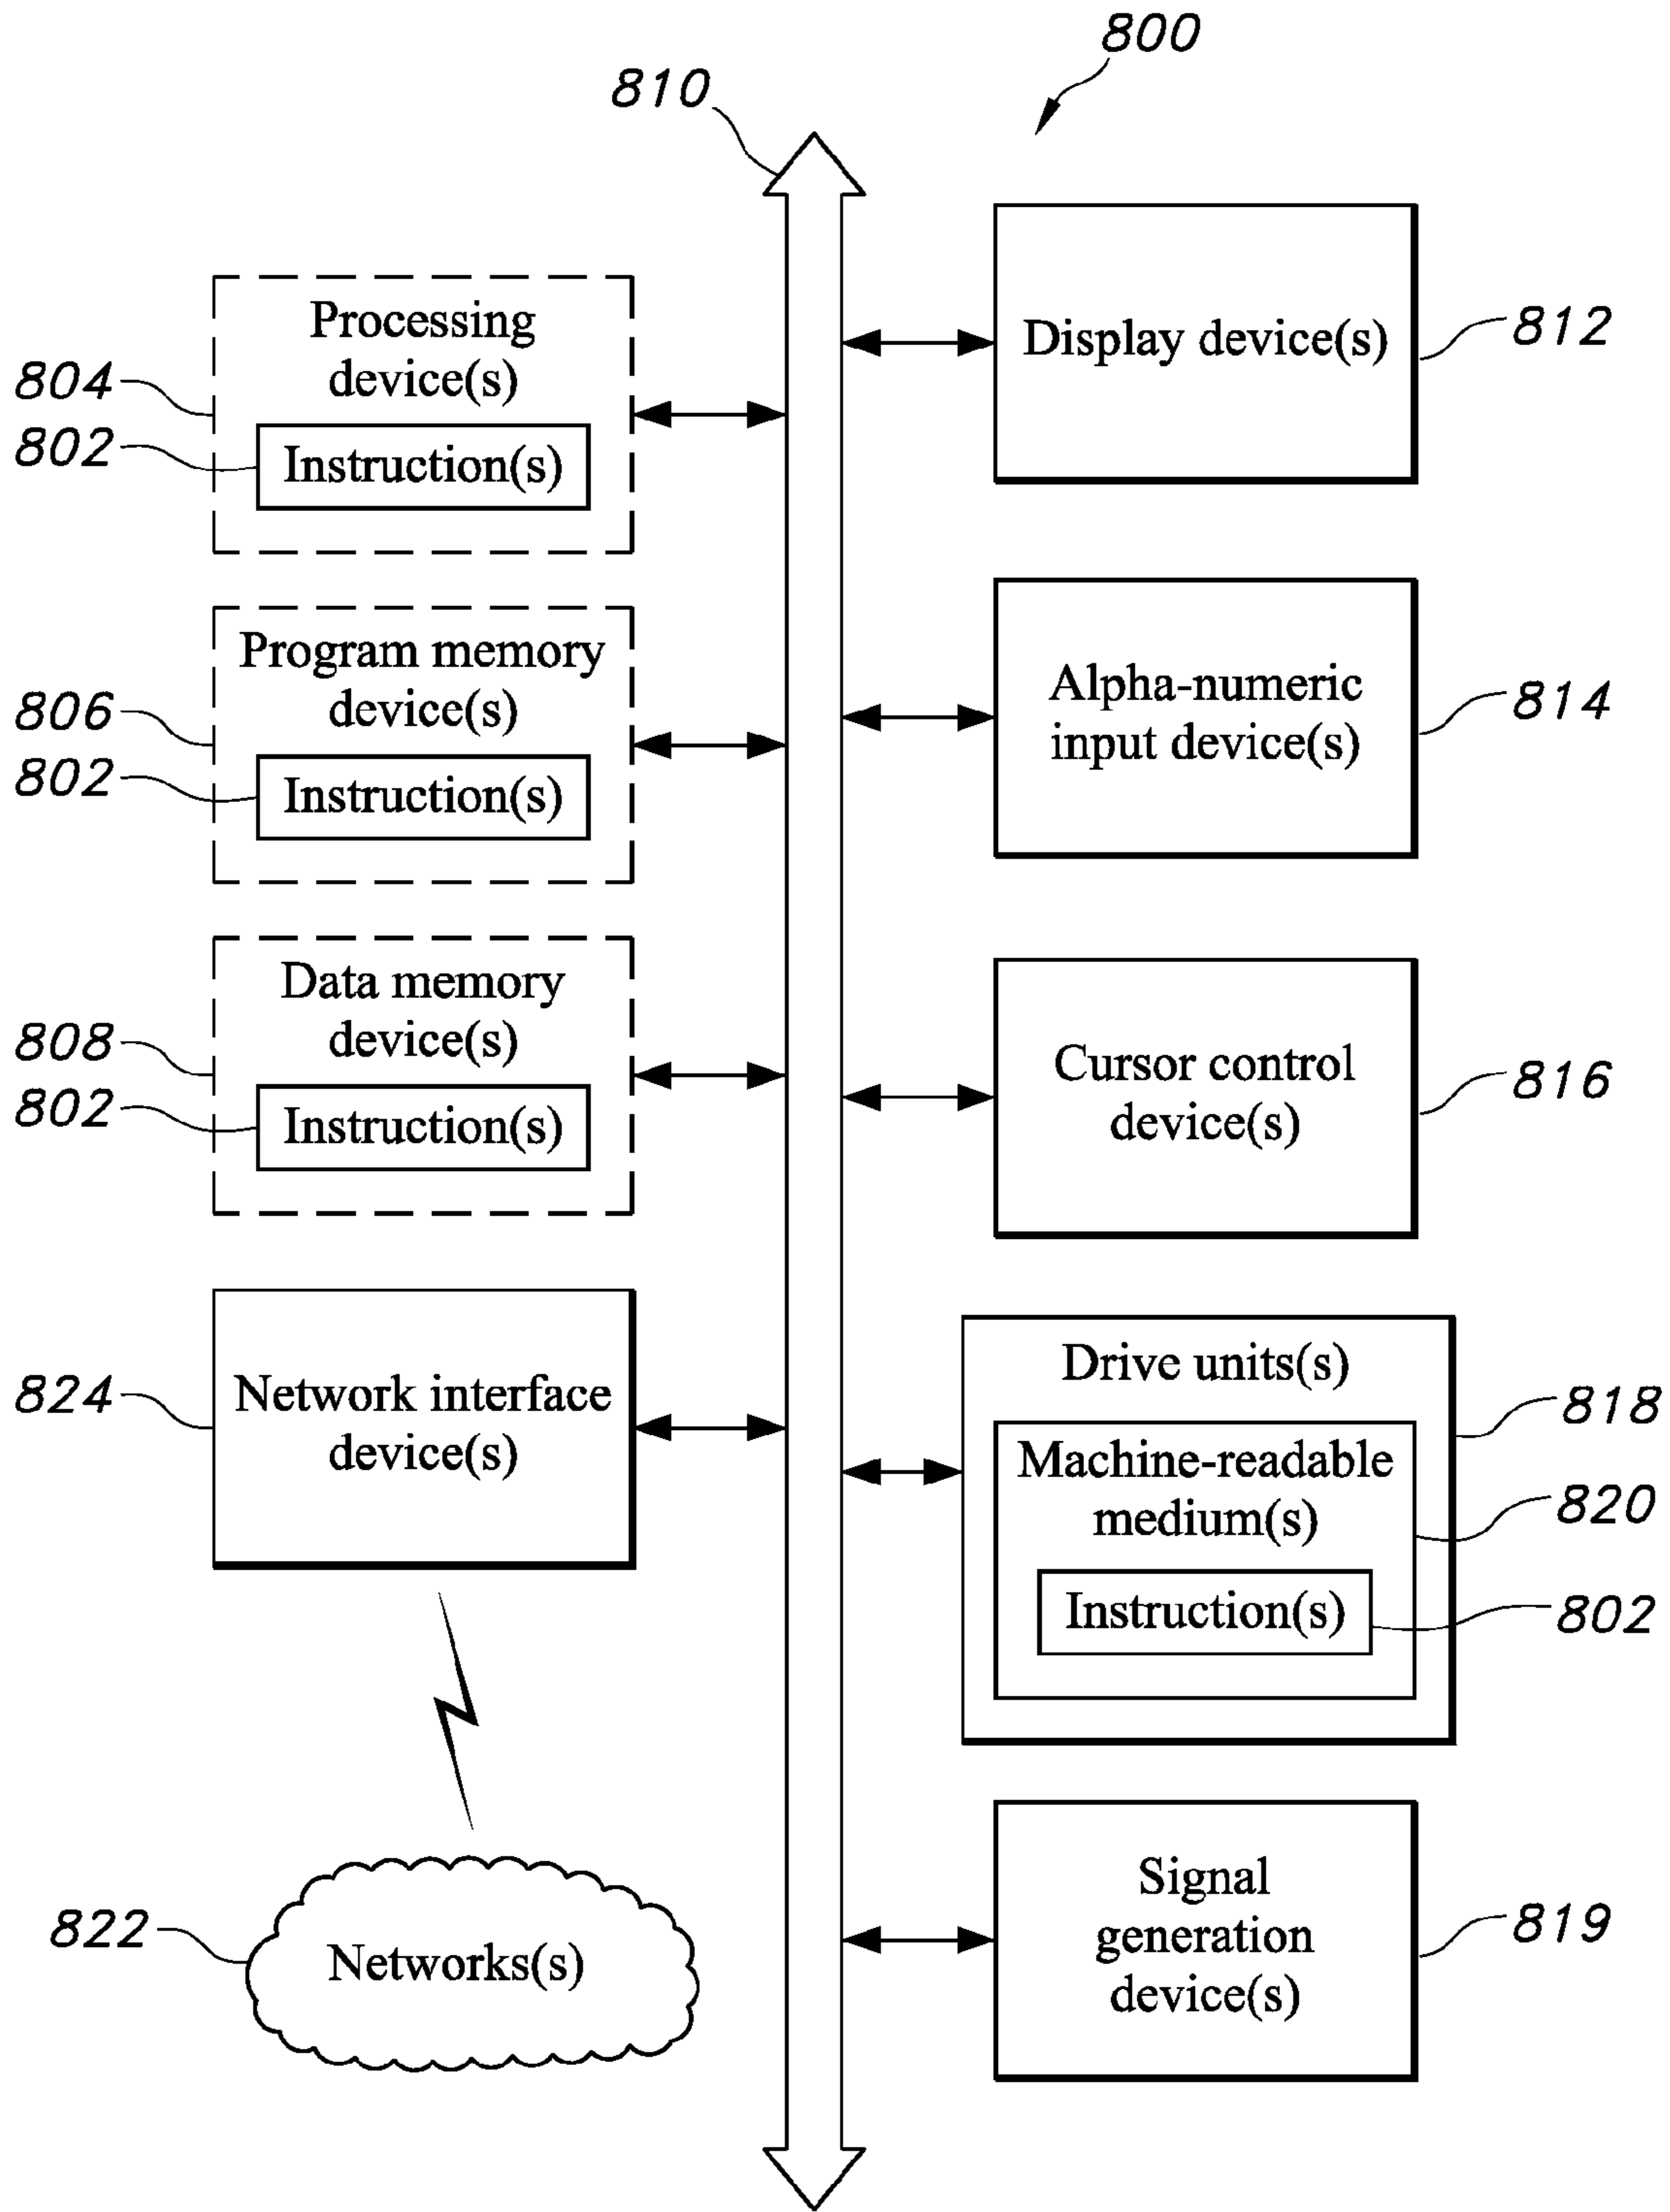 800
810
Processing
device(s)
804
802
Instruction(s)
Program memory
device(s)
806
802
Instruction(s)
Data memory
device(s)
808
802
Instruction(s)
824
Network interface
device(s)
822
Networks(s)
Display device(s)
812
Alpha-numeric
input device(s)
814
Cursor control
device(s)
816
Drive units(s)
818
Machine-readable
medium(s)
820
Instruction(s)
802
Signal
generation
device(s)
819